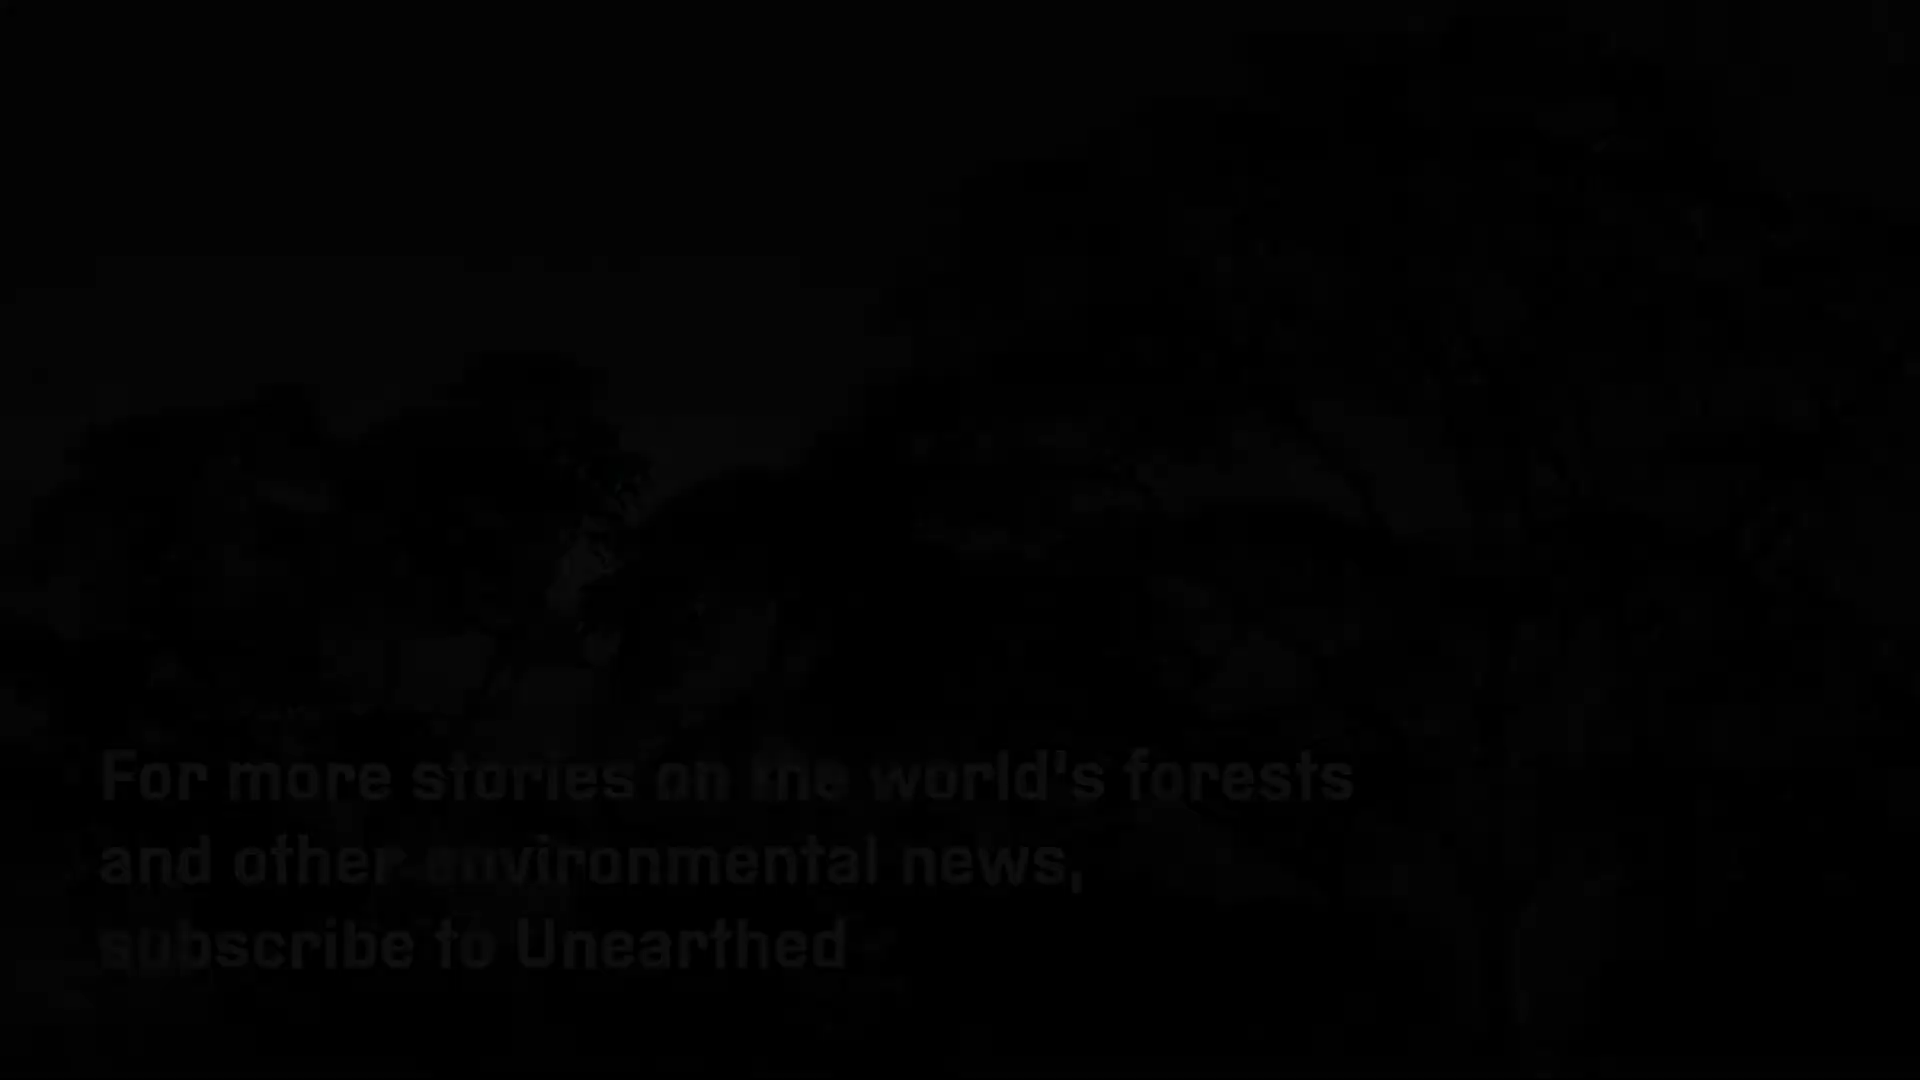 For more stories on the world's forests
and other environmental news,
subscribe to Unearthed